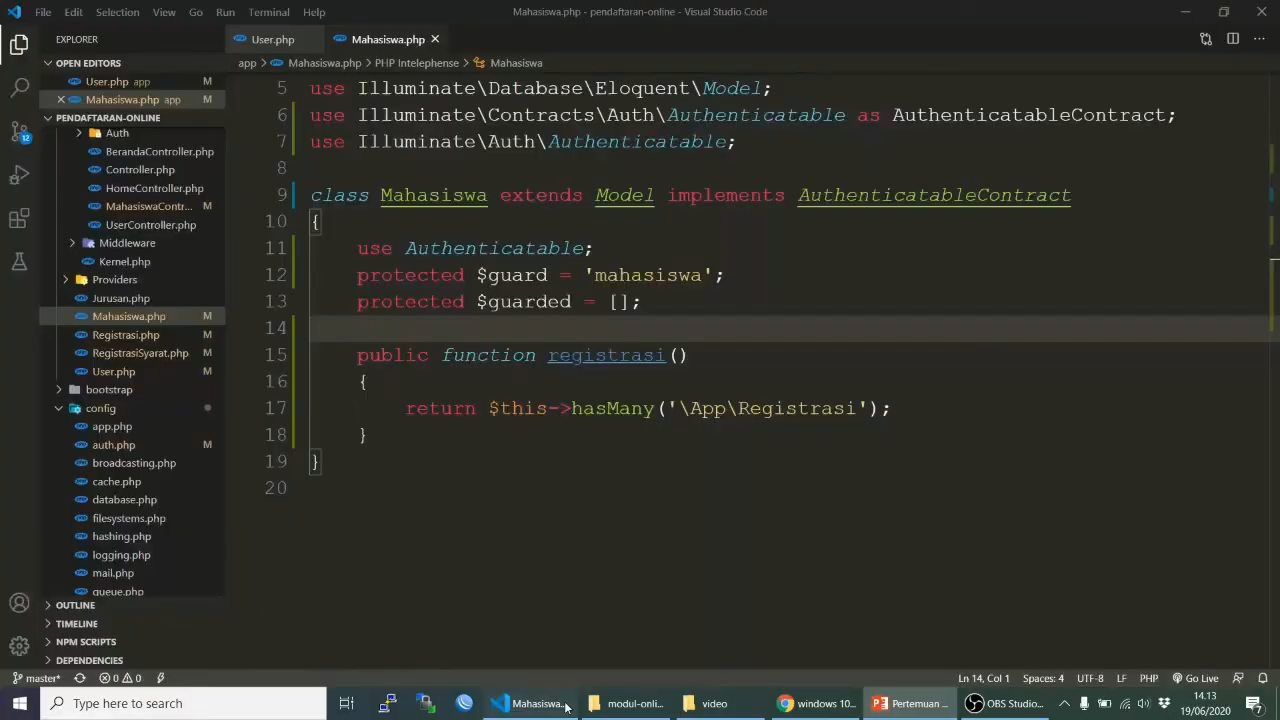 File Edit Selection View Go Run Terminal Help
Mahasiswa.php - pendaftaran-online - Visual Studio Code
EXPLORER
User.php
Mahasiswa.php
OPEN EDITORS
User.php app M
Mahasiswa.php app M
PENDAFTARAN-ONLINE
Auth
BerandaController.php
Controller.php
HomeController.php
MahasiswaContr... M
UserController.php
Middleware
Kernel.php
Providers
Jurusan.php
Mahasiswa.php M
Registrasi.php M
RegistrasiSyarat.php M
User.php M
bootstrap
config
app.php
auth.php M
broadcasting.php
cache.php
database.php
filesystems.php
hashing.php
logging.php
mail.php
queue.php
OUTLINE
TIMELINE
NPM SCRIPTS
DEPENDENCIES
12
app > Mahasiswa.php > PHP Intelephense > Mahasiswa
5 use Illuminate\Database\Eloquent\Model;
6 use Illuminate\Contracts\Auth\Authenticatable as AuthenticatableContract;
7 use Illuminate\Auth\Authenticatable;
8
9 class Mahasiswa extends Model implements AuthenticatableContract
10 {
11 use Authenticatable;
12 protected $guard = 'mahasiswa';
13 protected $guarded = [];
14
15 public function registrasi()
16 {
17 return $this->hasMany('\App\Registrasi');
18 }
19 }
20
master* 0 0
Ln 14, Col 1 Spaces: 4 UTF-8 LF PHP Go Live
Type here to search
Mahasiswa...
modul-onli...
video
windows 10...
Pertemuan ...
OBS Studio...
14.13
19/06/2020
7